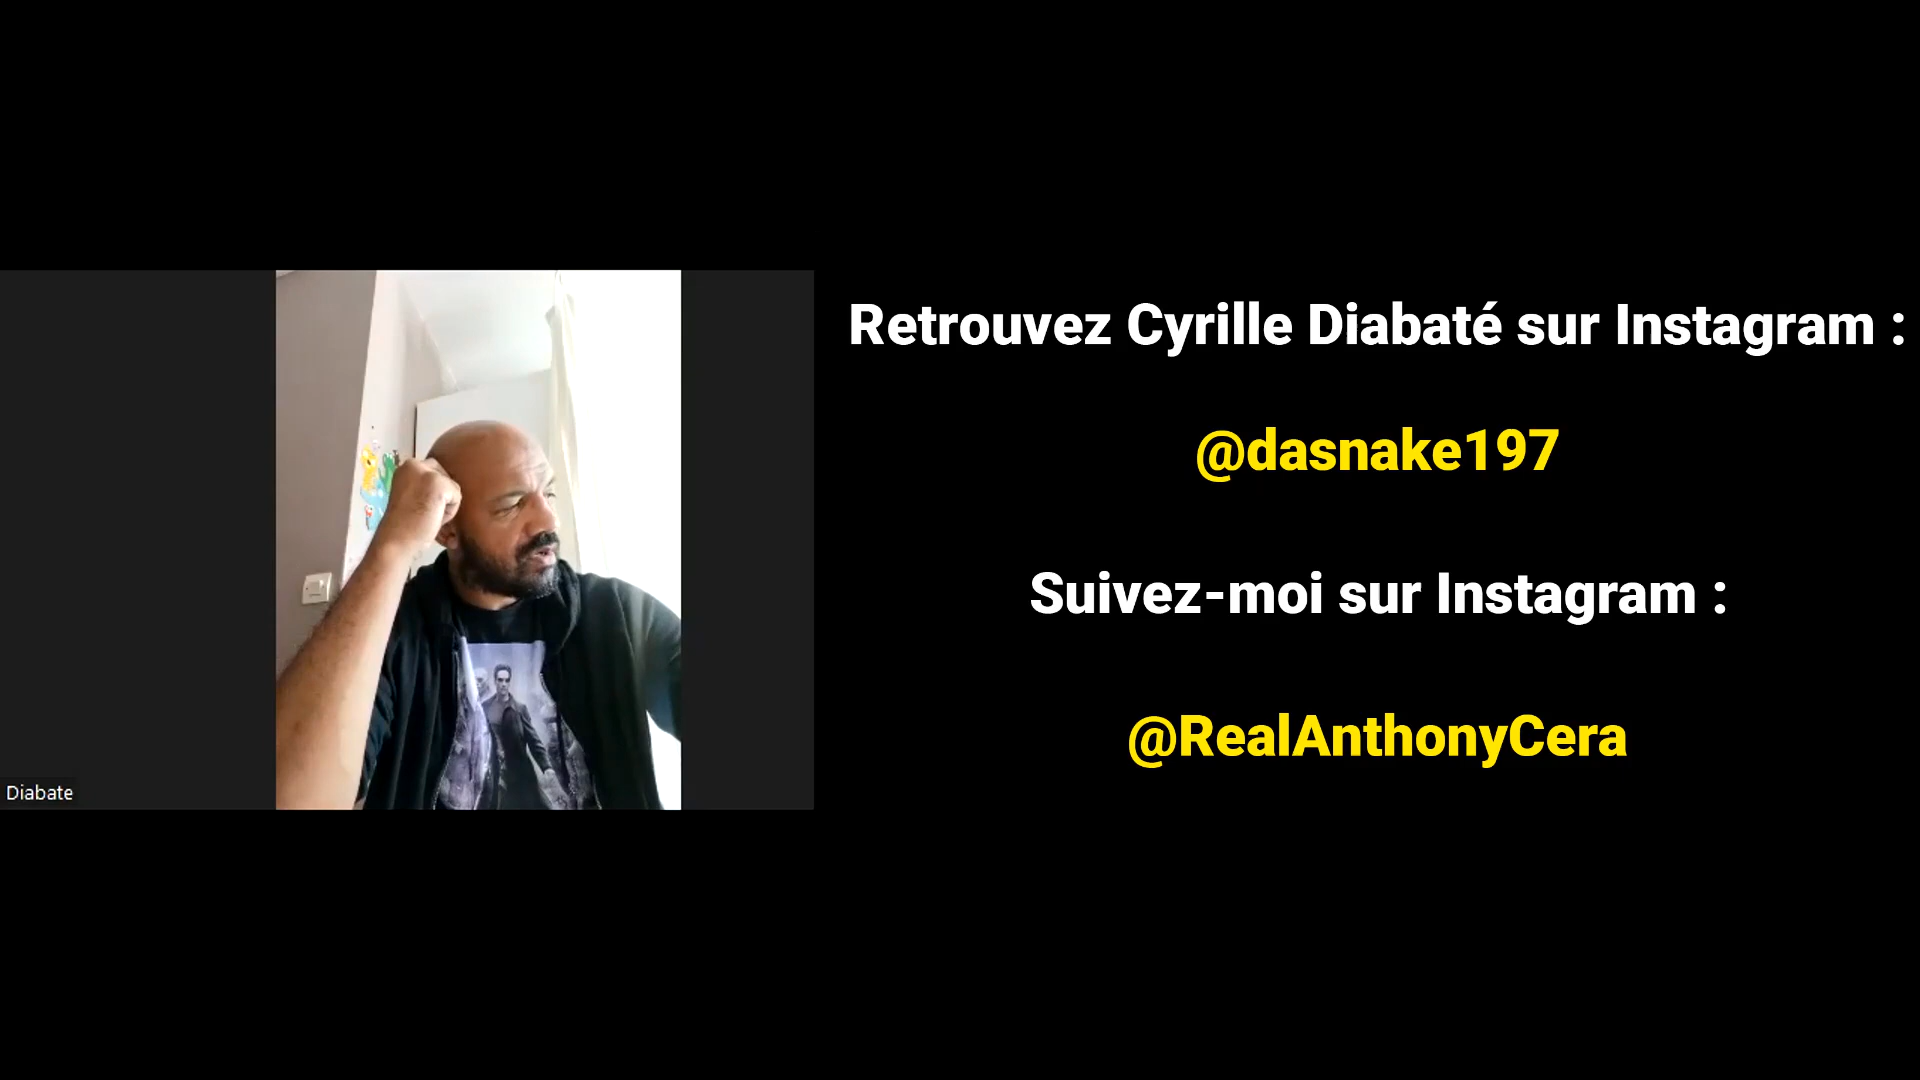 Retrouvez Cyrille Diabaté sur Instagram :
@dasnake197
Suivez-moi sur Instagram :
@RealAnthonyCera
Diabate